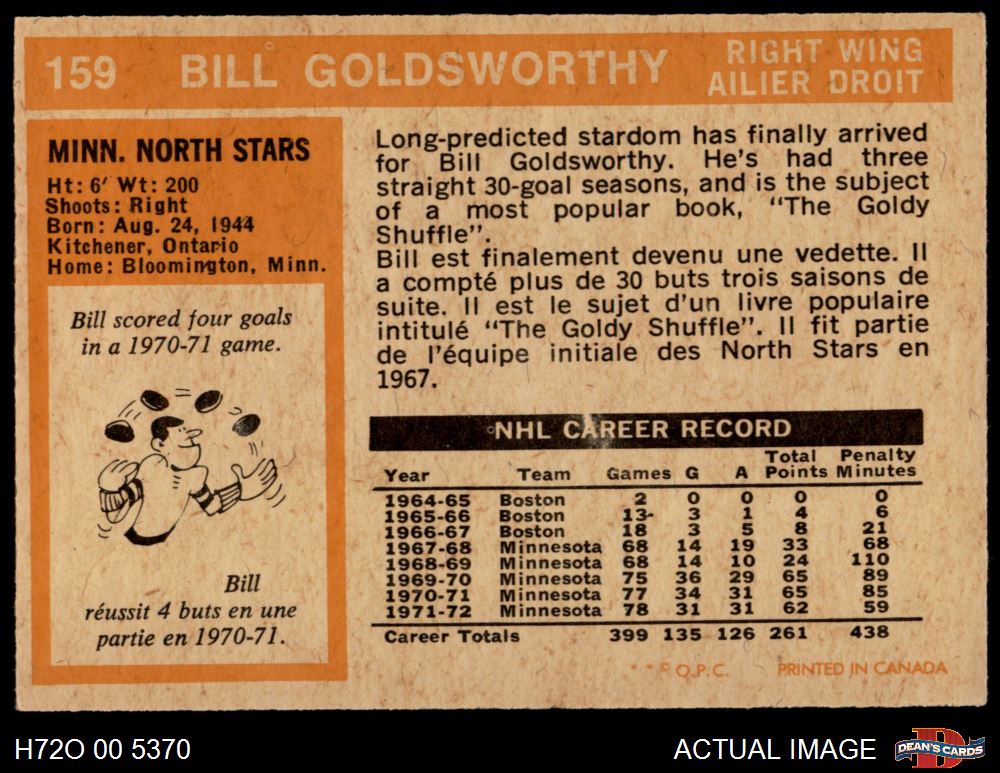 159 BILL GOLDSWORTHY RIGHT WING
AILIER DROIT
MINN. NORTH STARS
Ht: 6' Wt: 200
Shoots: Right
Born: Aug. 24, 1944
Kitchener, Ontario
Home: Bloomington, Minn.
Bill scored four goals
in a 1970-71 game.
Bill
réussit 4 buts en une
partie en 1970-71.
Long-predicted stardom has finally arrived
for Bill Goldsworthy. He's had three
straight 30-goal seasons, and is the subject
of a most popular book, "The Goldy
Shuffle".
Bill est finalement devenu une vedette. Il
a compté plus de 30 buts trois saisons de
suite. Il est le sujet d'un livre populaire
intitulé "The Goldy Shuffle". Il fit partie
de l'équipe initiale des North Stars en
1967.
NHL CAREER RECORD
Total Penalty
Year Team Games G A Points Minutes
1964-65 Boston 2 0 0 0 0
1965-66 Boston 13 3 1 4 6
1966-67 Boston 18 3 5 8 21
1967-68 Minnesota 68 14 19 33 68
1968-69 Minnesota 68 14 10 24 110
1969-70 Minnesota 75 36 29 65 89
1970-71 Minnesota 77 34 31 65 85
1971-72 Minnesota 78 31 31 62 59
Career Totals 399 135 126 261 438
* * © O.P.C. PRINTED IN CANADA
H72O 00 5370 ACTUAL IMAGE DEAN'S CARDS